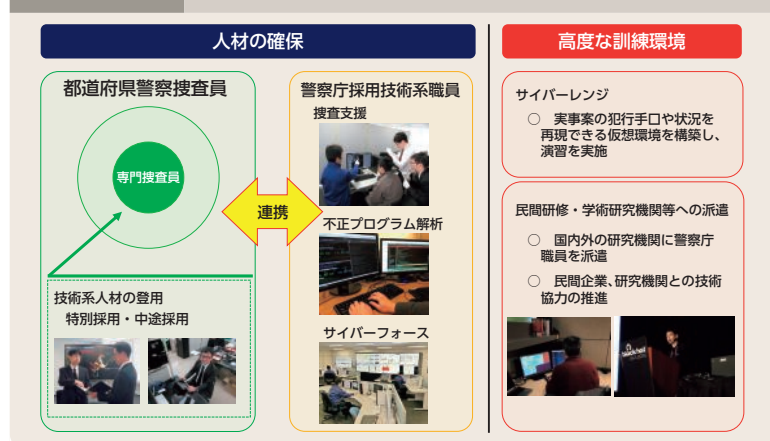 人材の確保
都道府県警察捜査員
専門捜査員
技術系人材の登用
特別採用・中途採用
連携
警察庁採用技術系職員
捜査支援
不正プログラム解析
サイバーフォース
高度な訓練環境
サイバーレンジ
○ 実事案の犯行手口や状況を
再現できる仮想環境を構築し、
演習を実施
民間研修・学術研究機関等への派遣
○ 国内外の研究機関に警察庁
職員を派遣
○ 民間企業、研究機関との技術
協力の推進
black hat